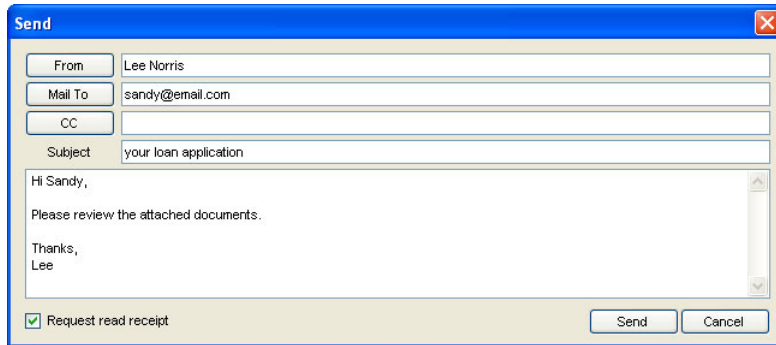 Send
From Lee Norris
Mail To sandy@email.com
CC
Subject your loan application
Hi Sandy,
Please review the attached documents.
Thanks,
Lee
Request read receipt Send Cancel